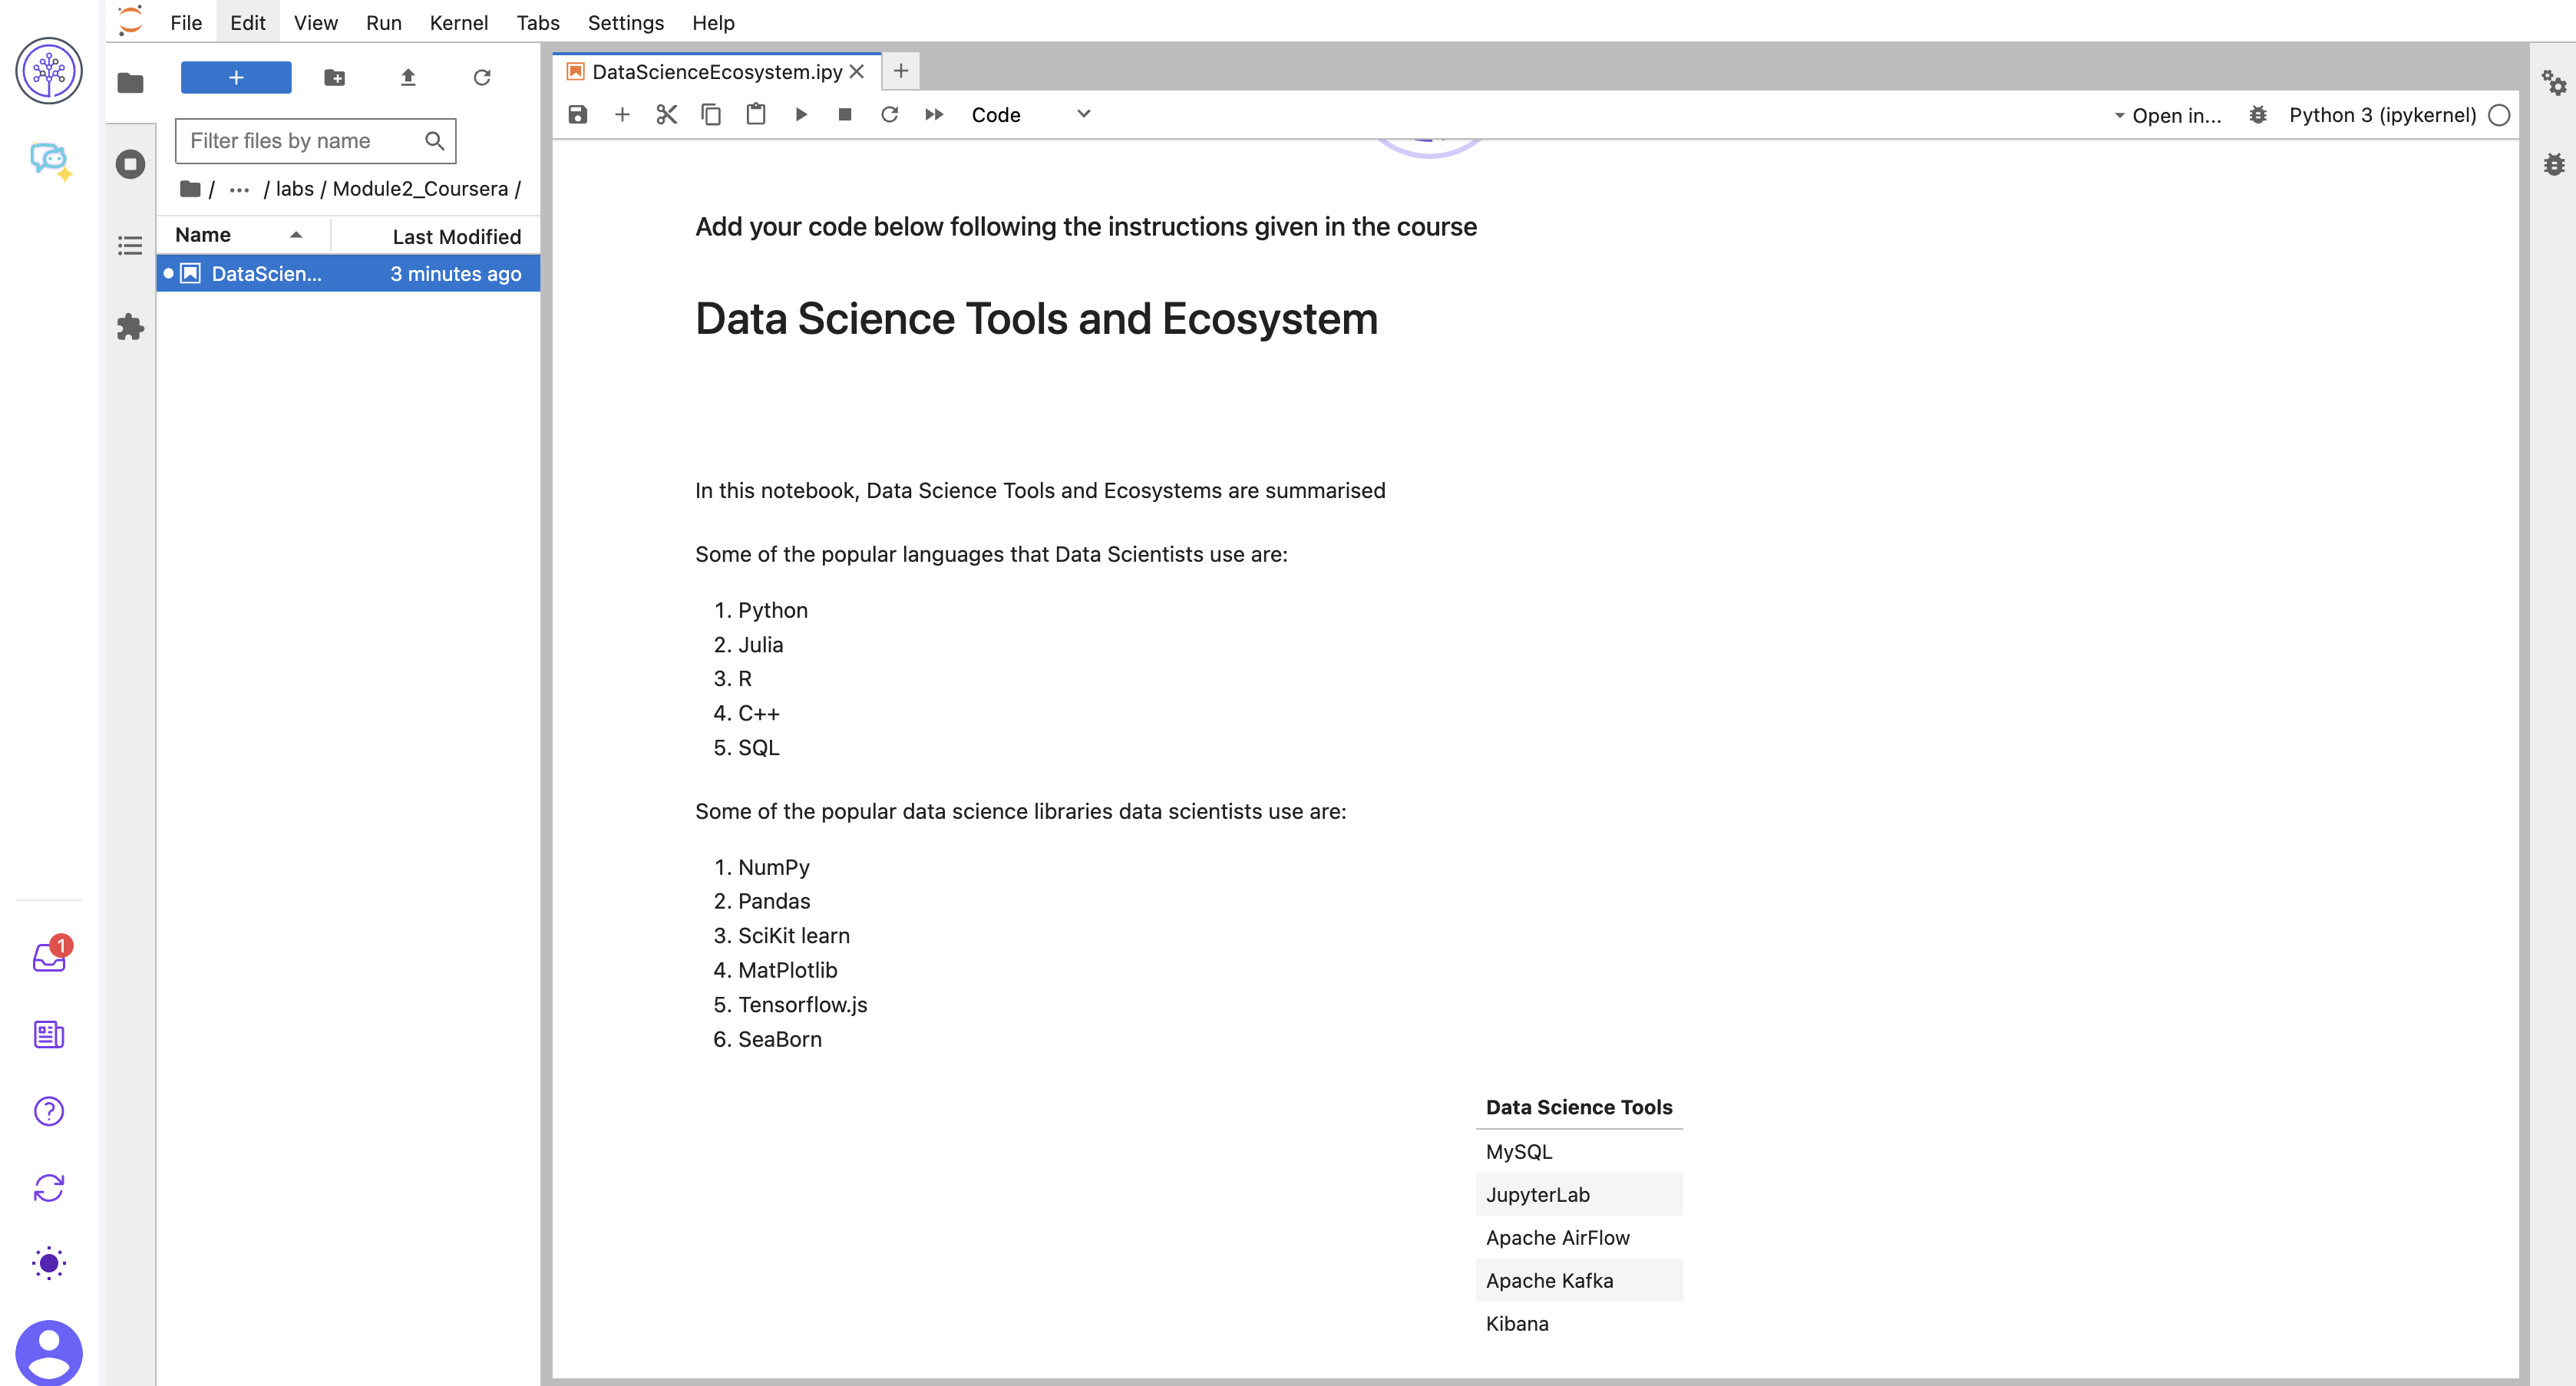 File Edit View Run Kernel Tabs Settings Help
DataScienceEcosystem.ipy
Code
Open in...
Python 3 (ipykernel)
Filter files by name
/ ... / labs / Module2_Coursera /
Name Last Modified
DataScien... 3 minutes ago
1
Add your code below following the instructions given in the course
Data Science Tools and Ecosystem
In this notebook, Data Science Tools and Ecosystems are summarised
Some of the popular languages that Data Scientists use are:
1. Python
2. Julia
3. R
4. C++
5. SQL
Some of the popular data science libraries data scientists use are:
1. NumPy
2. Pandas
3. SciKit learn
4. MatPlotlib
5. Tensorflow.js
6. SeaBorn
Data Science Tools
MySQL
JupyterLab
Apache AirFlow
Apache Kafka
Kibana